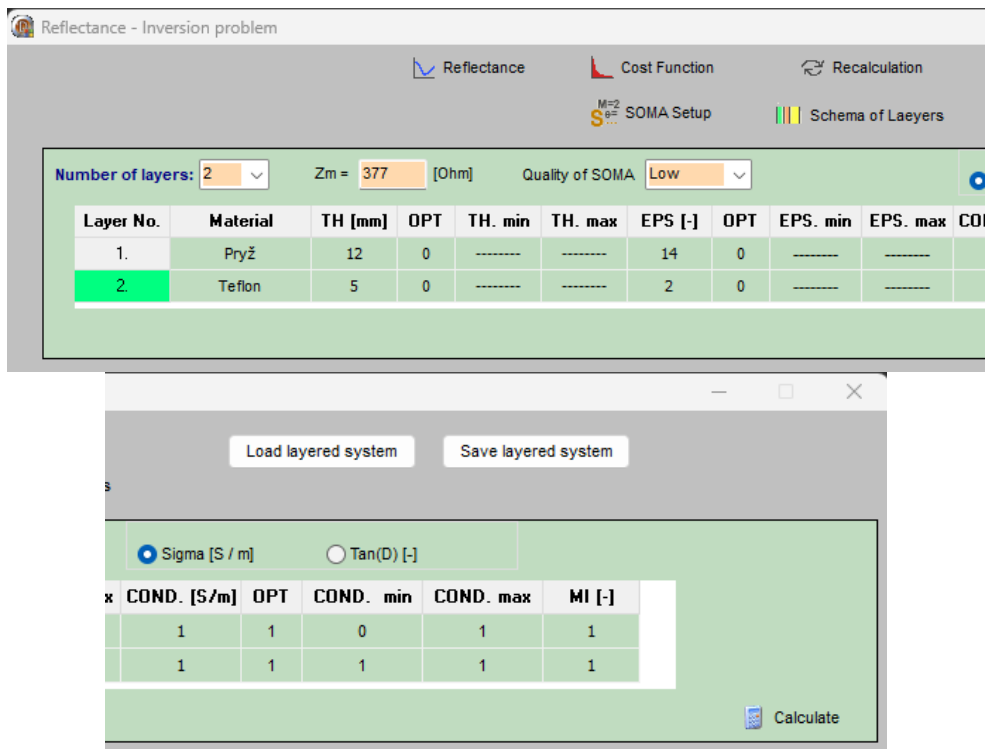 Reflectance - Inversion problem
Reflectance Cost Function Recalculation
M=2
S θ= SOMA Setup Schema of Laeyers
Number of layers: 2 Zm = 377 [Ohm] Quality of SOMA Low
Layer No. Material TH [mm] OPT TH. min TH. max EPS [-] OPT EPS. min EPS. max CO
1. Pryž 12 0 -------- -------- 14 0 -------- --------
2. Teflon 5 0 -------- -------- 2 0 -------- --------
Load layered system Save layered system
s
Sigma [S / m] Tan(D) [-]
x COND. [S/m] OPT COND. min COND. max MI [-]
1 1 0 1 1
1 1 1 1 1
Calculate